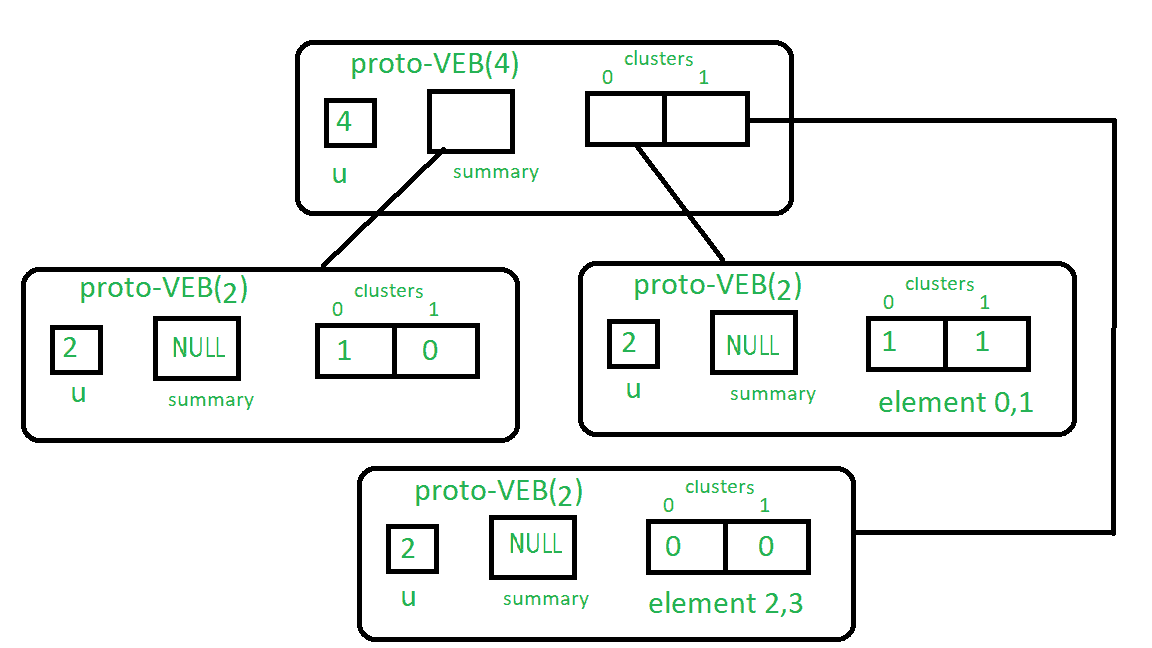 proto-VEB(4)
clusters
0 1
4
u
summary
proto-VEB(2)
clusters
0 1
2
NULL
1 0
u
summary
proto-VEB(2)
clusters
0 1
2
NULL
1 1
u
summary
element 0,1
proto-VEB(2)
clusters
0 1
2
NULL
0 0
u
summary
element 2,3